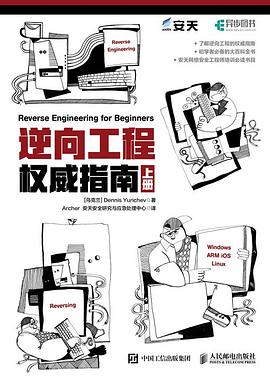 安天
异步图书
Reverse
Engineering
• 了解逆向工程的权威指南
• 初学者必备的大百科全书
• 安天网络安全工程师培训必读书目
Reverse Engineering for Beginners
逆向工程
权威指南
上册
[乌克兰] Dennis Yurichev 著
Archer 安天安全研究与应急处理中心 译
Windows
ARM iOS
Linux
Reversing
中国工信出版集团
人民邮电出版社